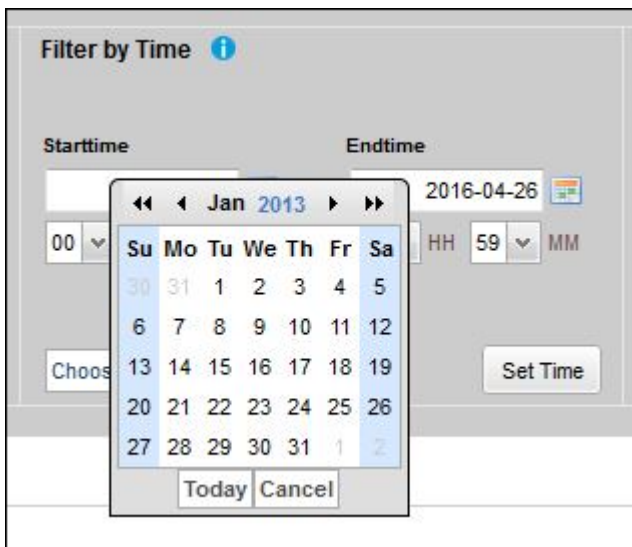 Filter by Time
Starttime Endtime
2016-04-26
Jan 2013
00 HH 59 MM
Su Mo Tu We Th Fr Sa
30 31 1 2 3 4 5
6 7 8 9 10 11 12
Choos
13 14 15 16 17 18 19
Set Time
20 21 22 23 24 25 26
27 28 29 30 31 1 2
Today Cancel